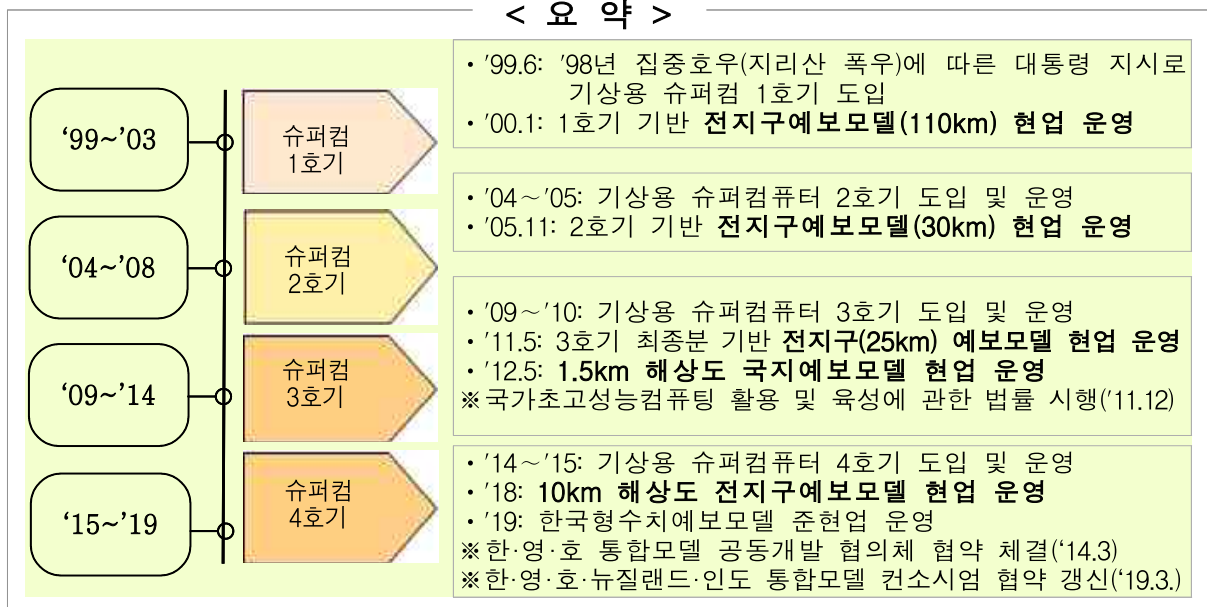 < 요 약 >
‘99~’03
슈퍼컴
1호기
・′99.6: ′98년 집중호우(지리산 폭우)에 따른 대통령 지시로
기상용 슈퍼컴 1호기 도입
・′00.1: 1호기 기반 전지구예보모델(110km) 현업 운영
‘04~’08
슈퍼컴
2호기
・′04～′05: 기상용 슈퍼컴퓨터 2호기 도입 및 운영
・′05.11: 2호기 기반 전지구예보모델(30km) 현업 운영
‘09~’14
슈퍼컴
3호기
・′09～′10: 기상용 슈퍼컴퓨터 3호기 도입 및 운영
・′11.5: 3호기 최종분 기반 전지구(25km) 예보모델 현업 운영
・′12.5: 1.5km 해상도 국지예보모델 현업 운영
※국가초고성능컴퓨팅 활용 및 육성에 관한 법률 시행(′11.12)
‘15~’19
슈퍼컴
4호기
・′14～′15: 기상용 슈퍼컴퓨터 4호기 도입 및 운영
・′18: 10km 해상도 전지구예보모델 현업 운영
・′19: 한국형수치예보모델 준현업 운영
※한·영·호 통합모델 공동개발 협의체 협약 체결(‘14.3)
※한·영·호·뉴질랜드·인도 통합모델 컨소시엄 협약 갱신(‘19.3.)